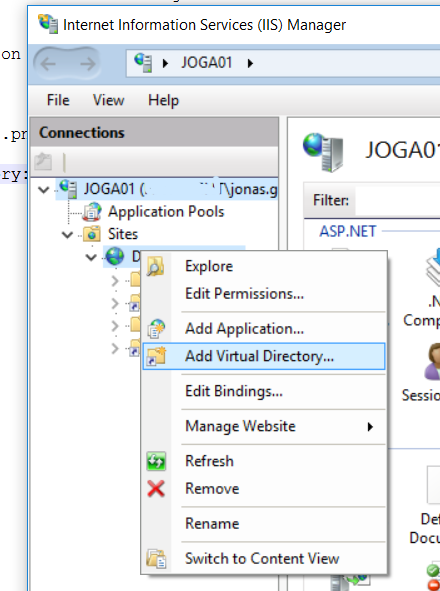 Internet Information Services (IIS) Manager
on
JOGA01
File View Help
.pr
Connections
ry:
JOGA01
JOGA01 ( \jonas.g
Application Pools
Filter:
Sites
ASP.NET
D
Explore
Edit Permissions...
Add Application...
.N
Comp
Add Virtual Directory...
Edit Bindings...
Sessio
Manage Website
Refresh
Remove
Rename
Def
Docu
Switch to Content View